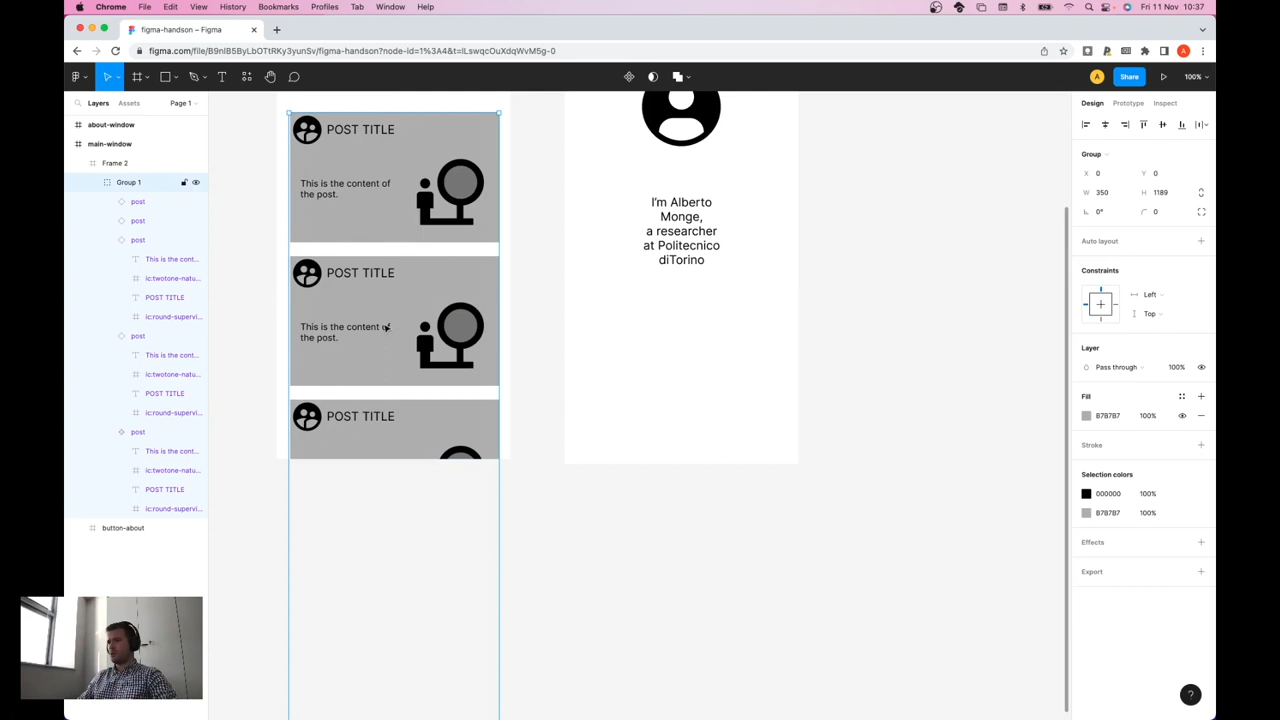 Chrome File Edit View History Bookmarks Profiles Tab Window Help Fri 11 Nov 10:37
figma-handson – Figma
figma.com/file/B9nIB5ByLbOTtRKy3yunSv/figma-handson?node-id=1%3A4&t=ILswqcOuXdqWvM5g-0
A
A Share 100%
Layers Assets Page 1
about-window
main-window
Frame 2
Group 1
post
post
post
This is the cont...
ic:twotone-natu...
POST TITLE
ic:round-supervi...
post
This is the cont...
ic:twotone-natu...
POST TITLE
ic:round-supervi...
post
This is the cont...
ic:twotone-natu...
POST TITLE
ic:round-supervi...
button-about
POST TITLE
This is the content of
the post.
POST TITLE
This is the content of
the post.
POST TITLE
I'm Alberto
Monge,
a researcher
at Politecnico
diTorino
Design Prototype Inspect
Group
X 0 Y 0
W 350 H 1189
0° 0
Auto layout
Constraints
Left
Top
Layer
Pass through 100%
Fill
B7B7B7 100%
Stroke
Selection colors
000000 100%
B7B7B7 100%
Effects
Export
?